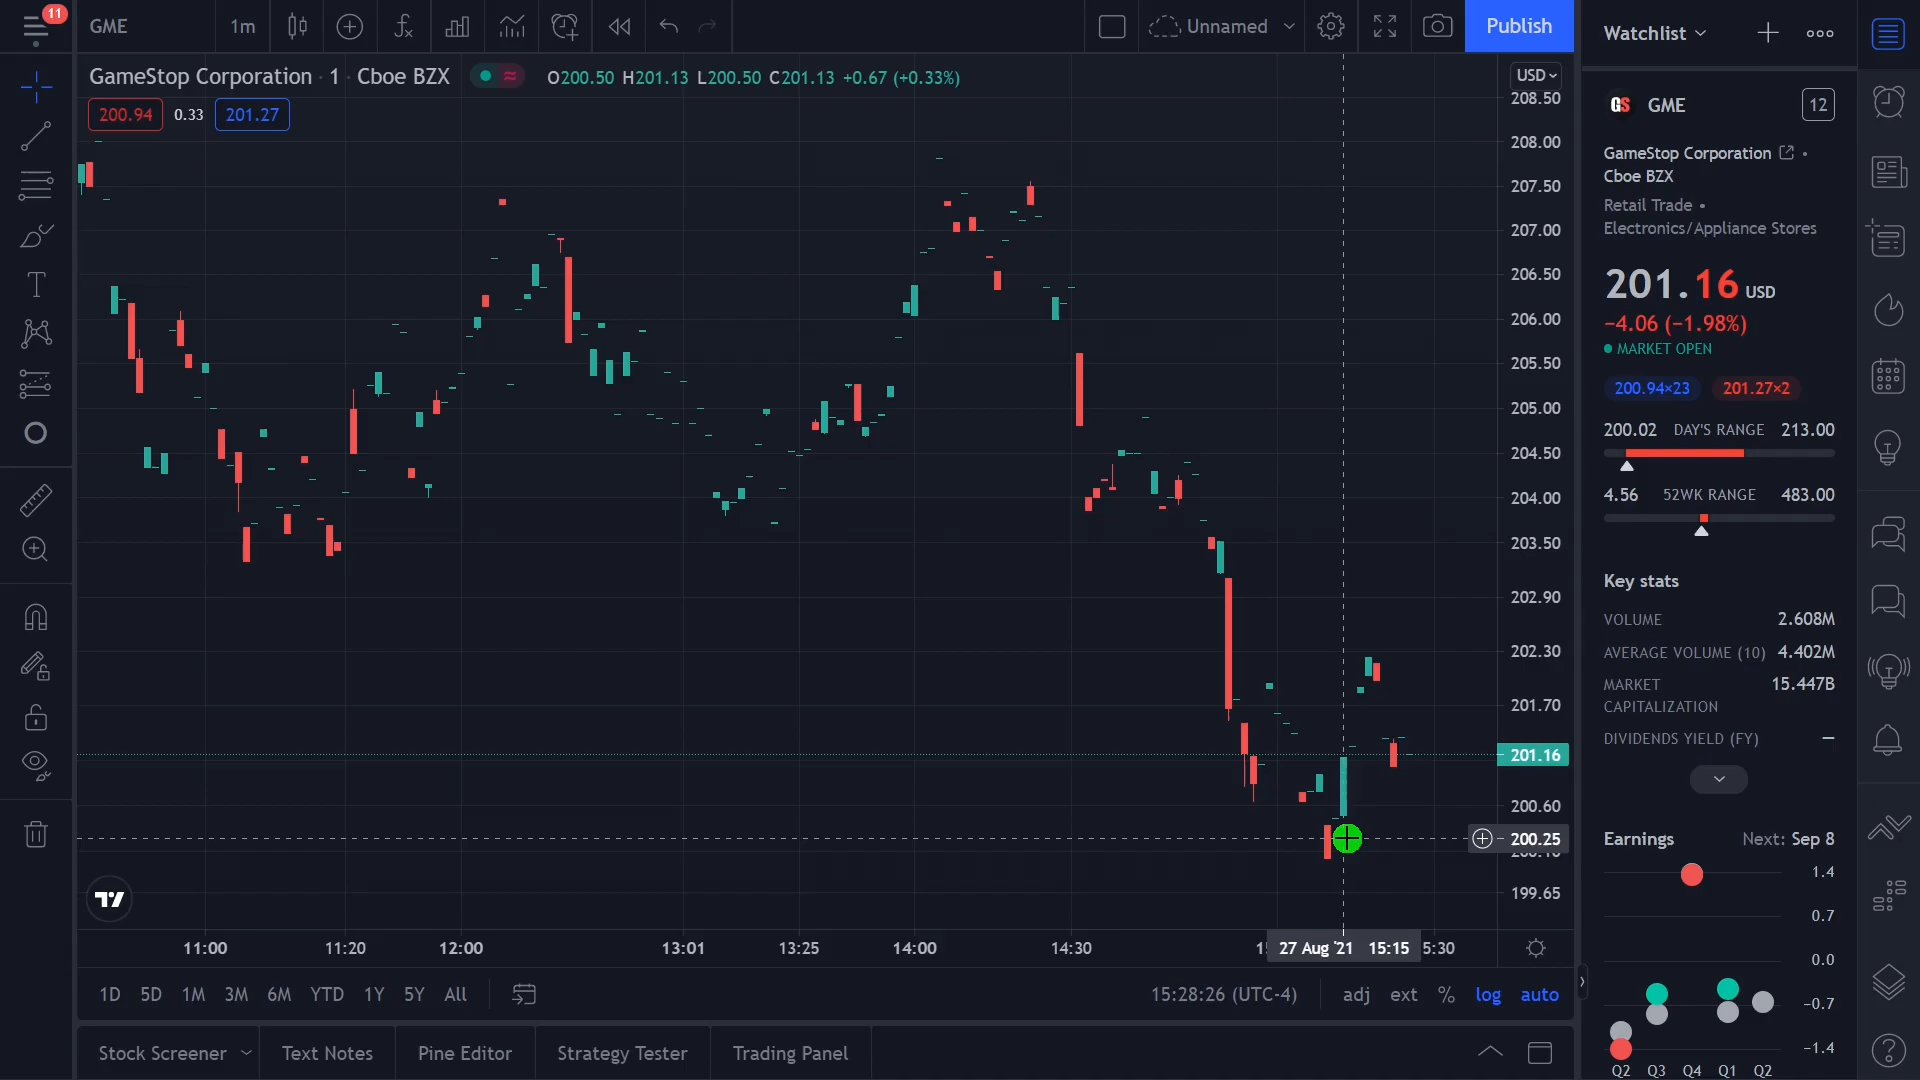 11
GME
1m
Unnamed
Publish
Watchlist
GameStop Corporation · 1 · Cboe BZX
O200.50 H201.13 L200.50 C201.13 +0.67 (+0.33%)
200.94 0.33 201.27
USD
208.50
208.00
207.50
207.00
206.50
206.00
205.50
205.00
204.50
204.00
203.50
202.90
202.30
201.70
201.16
200.60
200.25
199.65
11:00 11:20 12:00 13:01 13:25 14:00 14:30 27 Aug '21 15:15 5:30
1D 5D 1M 3M 6M YTD 1Y 5Y All
15:28:26 (UTC-4)
adj ext % log auto
Stock Screener Text Notes Pine Editor Strategy Tester Trading Panel
GS GME 12
GameStop Corporation •
Cboe BZX
Retail Trade •
Electronics/Appliance Stores
201.16 USD
−4.06 (−1.98%)
MARKET OPEN
200.94×23 201.27×2
200.02 DAY'S RANGE 213.00
4.56 52WK RANGE 483.00
Key stats
VOLUME 2.608M
AVERAGE VOLUME (10) 4.402M
MARKET CAPITALIZATION 15.447B
DIVIDENDS YIELD (FY) —
Earnings Next: Sep 8
1.4
0.7
0.0
−0.7
−1.4
Q2 Q3 Q4 Q1 Q2